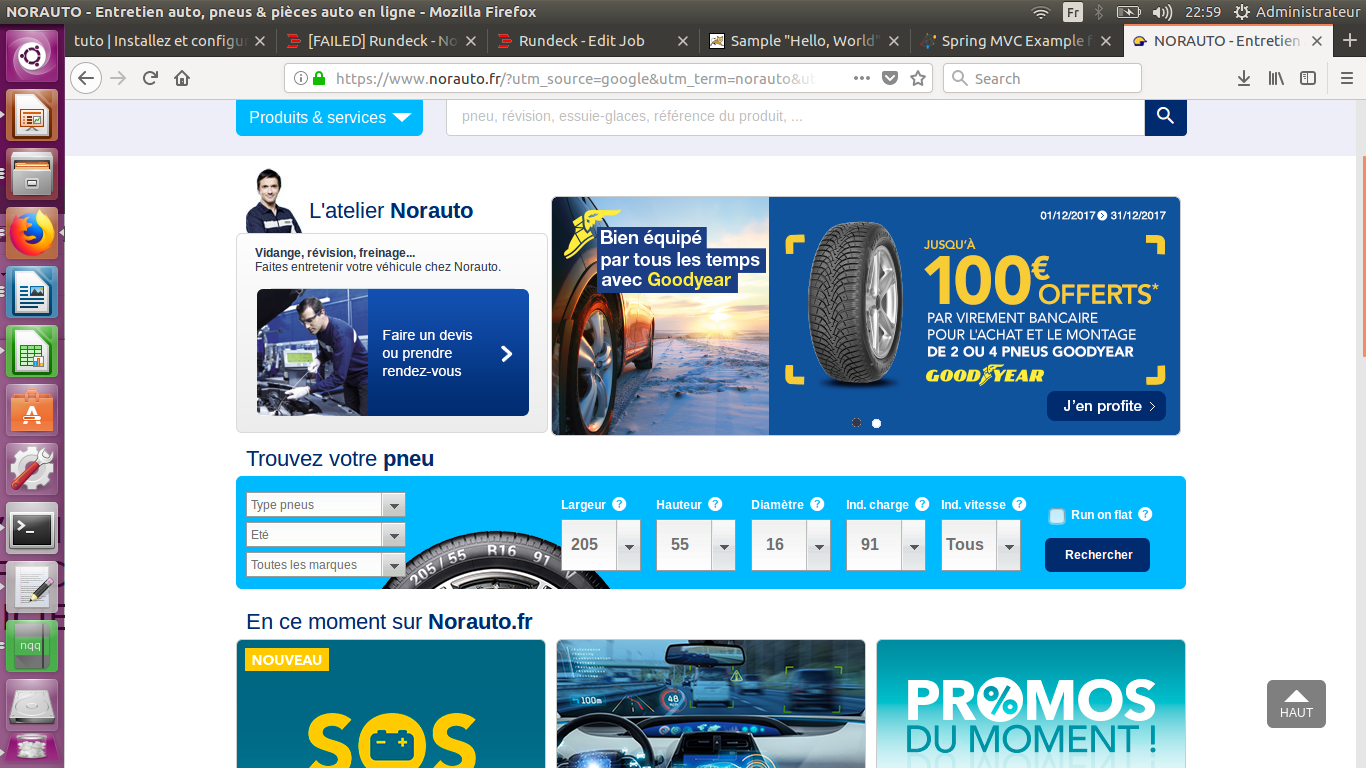 NORAUTO - Entretien auto, pneus & pièces auto en ligne - Mozilla Firefox
Fr
22:59
Administrateur
tuto | Installez et configu
[FAILED] Rundeck - No
Rundeck - Edit Job
Sample "Hello, World"
Spring MVC Example f
NORAUTO - Entretien
https://www.norauto.fr/?utm_source=google&utm_term=norauto&ut
Search
Produits & services
pneu, révision, essuie-glaces, référence du produit, ...
L'atelier Norauto
Vidange, révision, freinage...
Faites entretenir votre véhicule chez Norauto.
Faire un devis
ou prendre
rendez-vous
Bien équipé
par tous les temps
avec Goodyear
01/12/2017 31/12/2017
JUSQU'À
100€
OFFERTS*
PAR VIREMENT BANCAIRE
POUR L'ACHAT ET LE MONTAGE
DE 2 OU 4 PNEUS GOODYEAR
GOODYEAR
J'en profite
Trouvez votre pneu
Type pneus
Eté
Toutes les marques
205 / 55 R16 91 V
Largeur ?
Hauteur ?
Diamètre ?
Ind. charge ?
Ind. vitesse ?
205
55
16
91
Tous
Run on flat ?
Rechercher
En ce moment sur Norauto.fr
NOUVEAU
SOS
100m
48
PROMOS
DU MOMENT !
HAUT
nqq